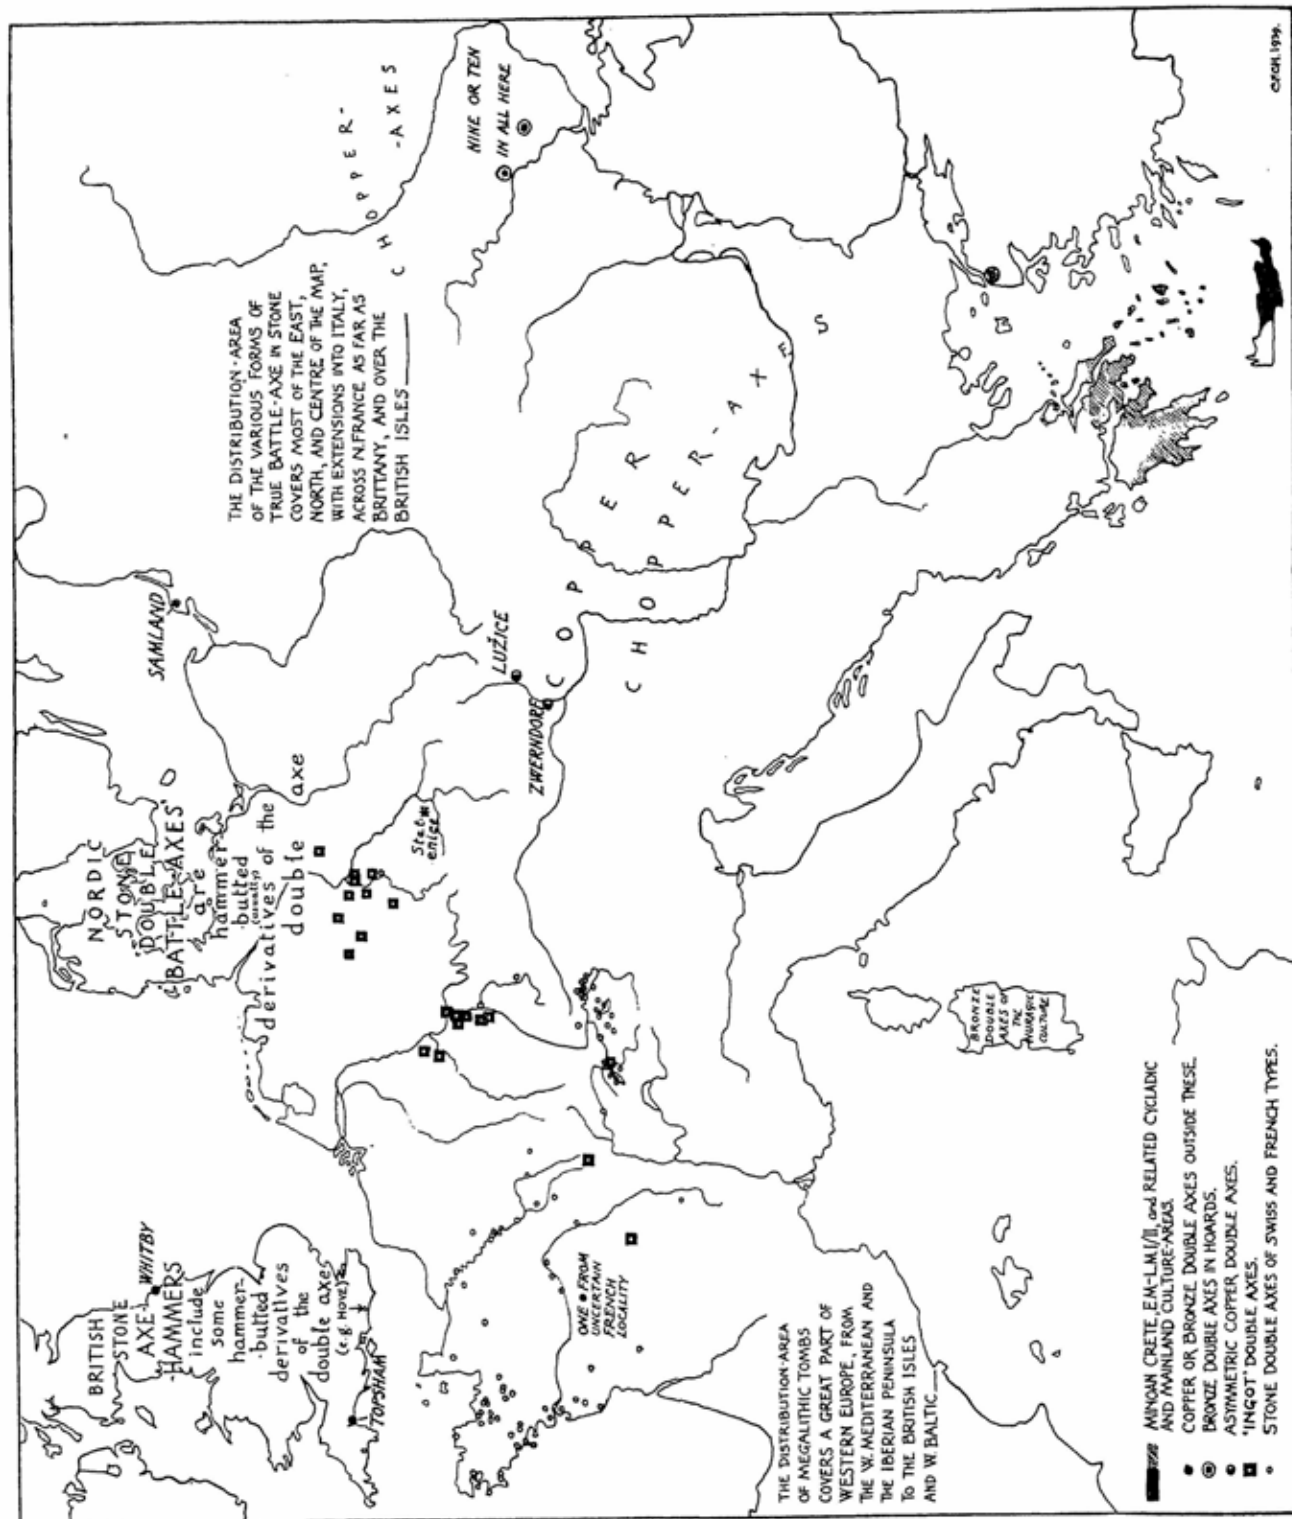 BRITISH
STONE
AXE-
-HAMMERS
include
some
hammer-
-butted
derivatives
of the
double axe
(e.g. HOVE)
WHITBY
TOPSHAM
NORDIC
STONE
"DOUBLE
BATTLE-AXES"
are
hammer-
butted
(usually)
derivatives of the
double axe
SAMLAND
THE DISTRIBUTION-AREA
OF THE VARIOUS FORMS OF
TRUE BATTLE-AXE IN STONE
COVERS MOST OF THE EAST,
NORTH, AND CENTRE OF THE MAP,
WITH EXTENSIONS INTO ITALY,
ACROSS N.FRANCE AS FAR AS
BRITTANY, AND OVER THE
BRITISH ISLES
CHOPPER-
-AXES
NINE OR TEN
IN ALL HERE
Stat-
enice
LUŽICE
ZWERNDORF
COPPER
CHOPPER-AXES
ONE FROM
UNCERTAIN
FRENCH
LOCALITY
BRONZE
DOUBLE
AXES OF
THE
NURAGIC
CULTURE
THE DISTRIBUTION-AREA
OF MEGALITHIC TOMBS
COVERS A GREAT PART OF
WESTERN EUROPE, FROM
THE W. MEDITERRANEAN AND
THE IBERIAN PENINSULA
TO THE BRITISH ISLES
AND W. BALTIC
MINOAN CRETE, EM-LM.I/II, and RELATED CYCLADIC
AND MAINLAND CULTURE-AREAS.
COPPER OR BRONZE DOUBLE AXES OUTSIDE THESE.
BRONZE DOUBLE AXES IN HOARDS.
ASYMMETRIC COPPER DOUBLE AXES.
"INGOT" DOUBLE AXES.
STONE DOUBLE AXES OF SWISS AND FRENCH TYPES.